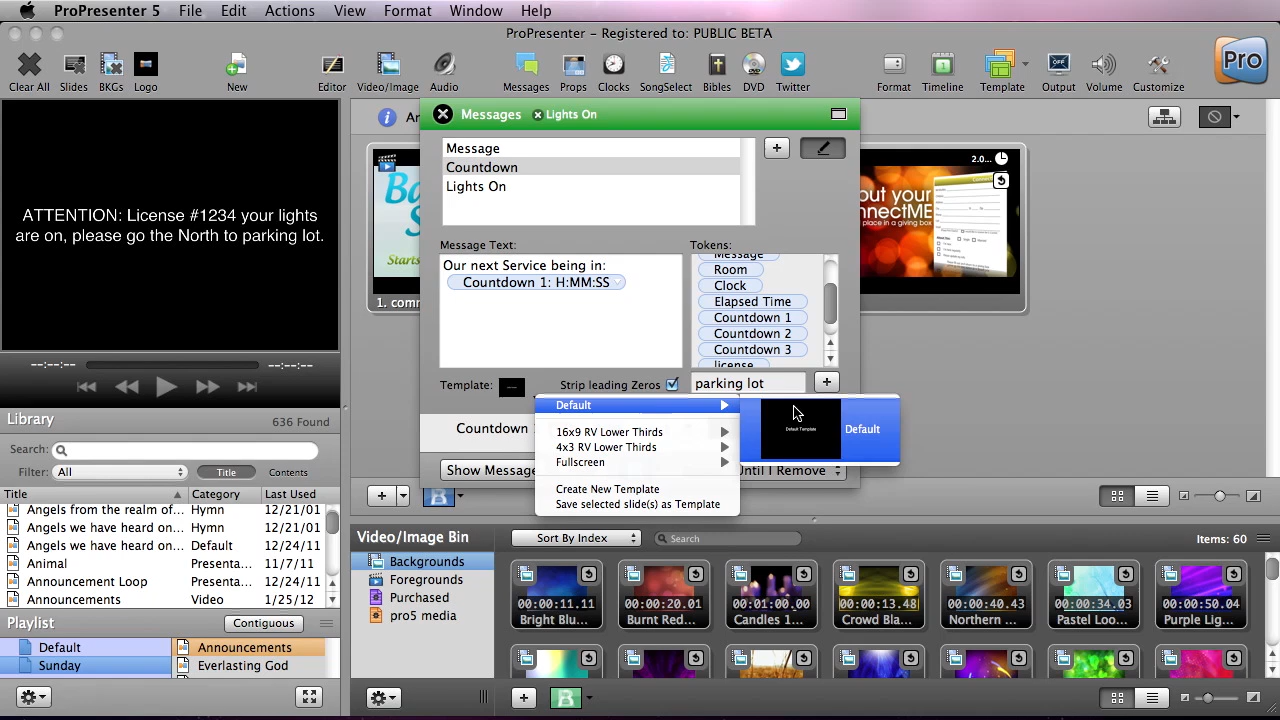 ProPresenter 5 File Edit Actions View Format Window Help
ProPresenter - Registered to: PUBLIC BETA
Clear All Slides BKGs Logo New Editor Video/Image Audio Messages Props Clocks SongSelect Bibles DVD Twitter Format Timeline Template Output Volume Customize
Pro
OFF
Messages Lights On
Message
Countdown
Lights On
2.0...
ATTENTION: License #1234 your lights
are on, please go the North to parking lot.
1. comm
Message Text:
Our next Service being in:
Countdown 1: H:MM:SS
Tokens:
Message
Room
Clock
Elapsed Time
Countdown 1
Countdown 2
Countdown 3
license
Template: Strip leading Zeros parking lot
--:--:-- --:--:--
Default
16x9 RV Lower Thirds
4x3 RV Lower Thirds
Fullscreen
Create New Template
Save selected slide(s) as Template
Default Template
Default
Countdown
Show Messag
Until I Remove
Library 636 Found
Search:
Filter: All Title Contents
Title Category Last Used
Angels from the realm of... Hymn 12/21/01
Angels we have heard on... Hymn 12/21/01
Angels we have heard on... Default 12/24/11
Animal Presenta... 11/7/11
Announcement Loop Presenta... 12/24/11
Announcements Video 1/25/12
Playlist Contiguous
Default
Sunday
Announcements
Everlasting God
Video/Image Bin Sort By Index Search Items: 60
Backgrounds
Foregrounds
Purchased
pro5 media
00:00:11.11 00:00:20.01 00:01:00.00 00:00:13.48 00:00:40.43 00:00:34.03 00:00:50.04
Bright Blu... Burnt Red... Candles 1... Crowd Bla... Northern ... Pastel Loo... Purple Lig...